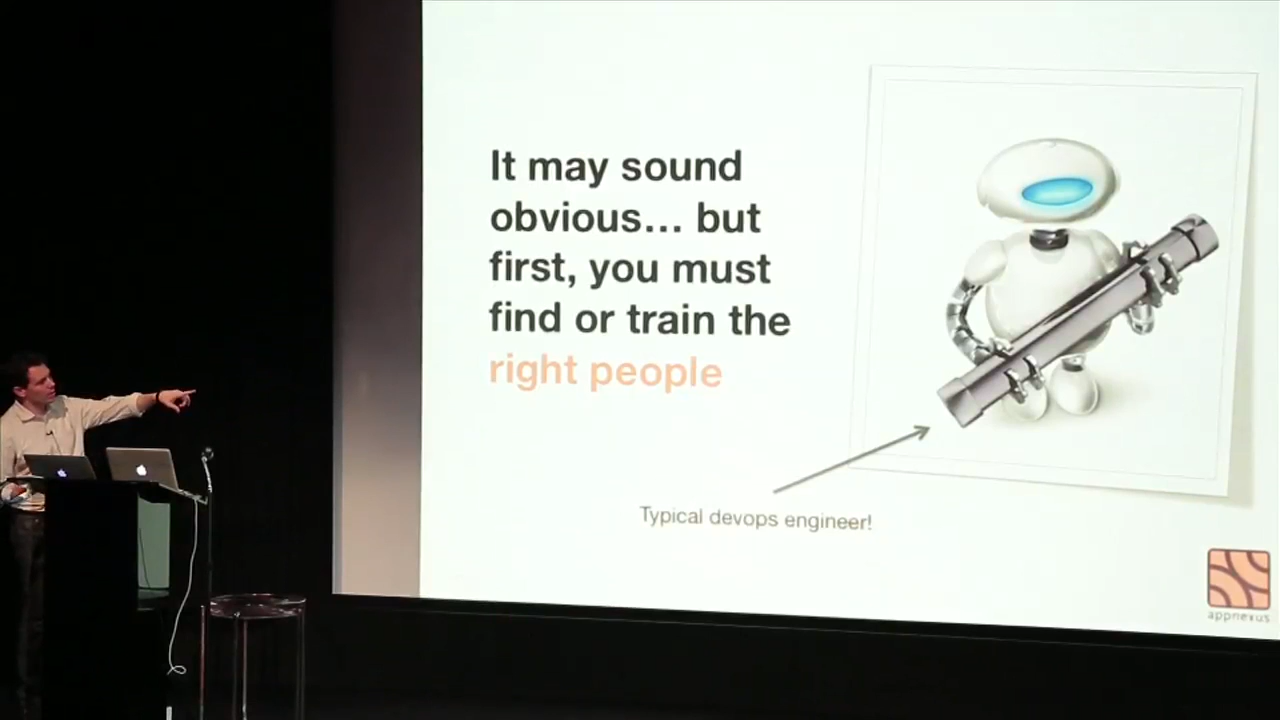 It may sound
obvious... but
first, you must
find or train the
right people
Typical devops engineer!
appnexus